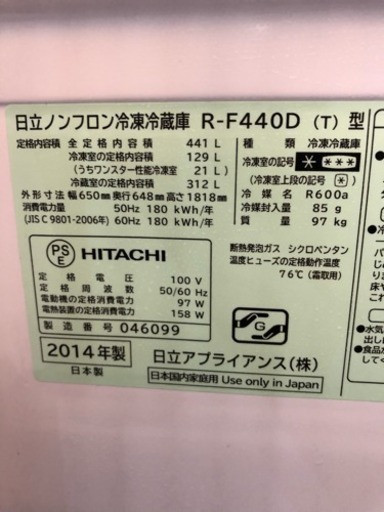 日立ノンフロン冷凍冷蔵庫 R-F440D (T) 型
定格内容積 全定格内容積 441 L
冷凍室の定格内容積 129 L
(うちワンスター性能冷凍室 21 L)
冷蔵室の定格内容積 312 L
外形寸法 幅650㎜ 奥行648㎜ 高さ1818㎜
消費電力量 50Hz 180 kWh/年
(JIS C 9801-2006年) 60Hz 180 kWh/年
種類 冷凍冷蔵庫
冷凍室の記号 * ***
(冷凍室上段の記号) *
冷媒 R600a
冷媒封入量 85 g
質量 97 kg
PS
E
HITACHI
定格電圧 100 V
定格周波数 50/60 Hz
電動機の定格消費電力 97 W
電熱装置の定格消費電力 158 W
製造番号 046099
断熱発泡ガス シクロペンタン
温度ヒューズの定格動作温度
76℃ (霜取用)
G
2014年製
日本製
日立アプライアンス(株)
日本国内家庭用 Use only in Japan